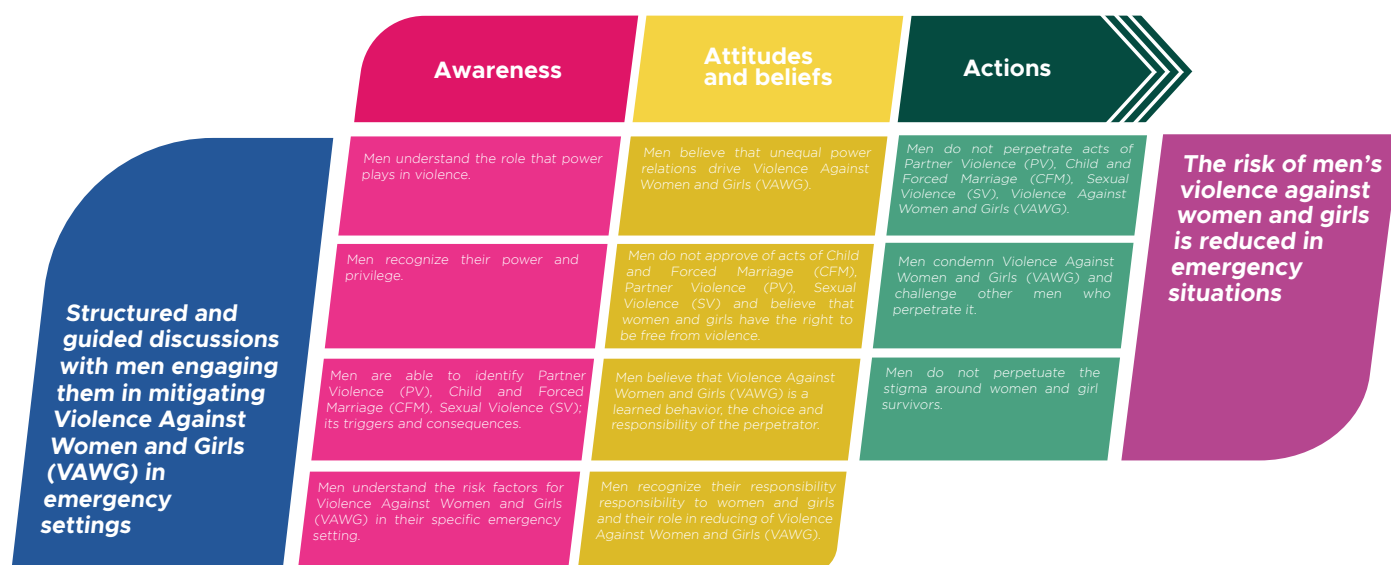 Awareness
Attitudes
and beliefs
Actions
Structured and
guided discussions
with men engaging
them in mitigating
Violence Against
Women and Girls
(VAWG) in
emergency
settings
Men understand the role that power
plays in violence.
Men recognize their power and
privilege.
Men are able to identify Partner
Violence (PV), Child and Forced
Marriage (CFM), Sexual Violence (SV);
its triggers and consequences.
Men understand the risk factors for
Violence Against Women and Girls
(VAWG) in their specific emergency
setting.
Men believe that unequal power
relations drive Violence Against
Women and Girls (VAWG).
Men do not approve of acts of Child
and Forced Marriage (CFM),
Partner Violence (PV), Sexual
Violence (SV) and believe that
women and girls have the right to
be free from violence.
Men believe that Violence Against
Women and Girls (VAWG) is a
learned behavior, the choice and
responsibility of the perpetrator.
Men recognize their responsibility
responsibility to women and girls
and their role in reducing of Violence
Against Women and Girls (VAWG).
Men do not perpetrate acts of
Partner Violence (PV), Child and
Forced Marriage (CFM), Sexual
Violence (SV), Violence Against
Women and Girls (VAWG).
Men condemn Violence Against
Women and Girls (VAWG) and
challenge other men who
perpetrate it.
Men do not perpetuate the
stigma around women and girl
survivors.
The risk of men's
violence against
women and girls
is reduced in
emergency
situations